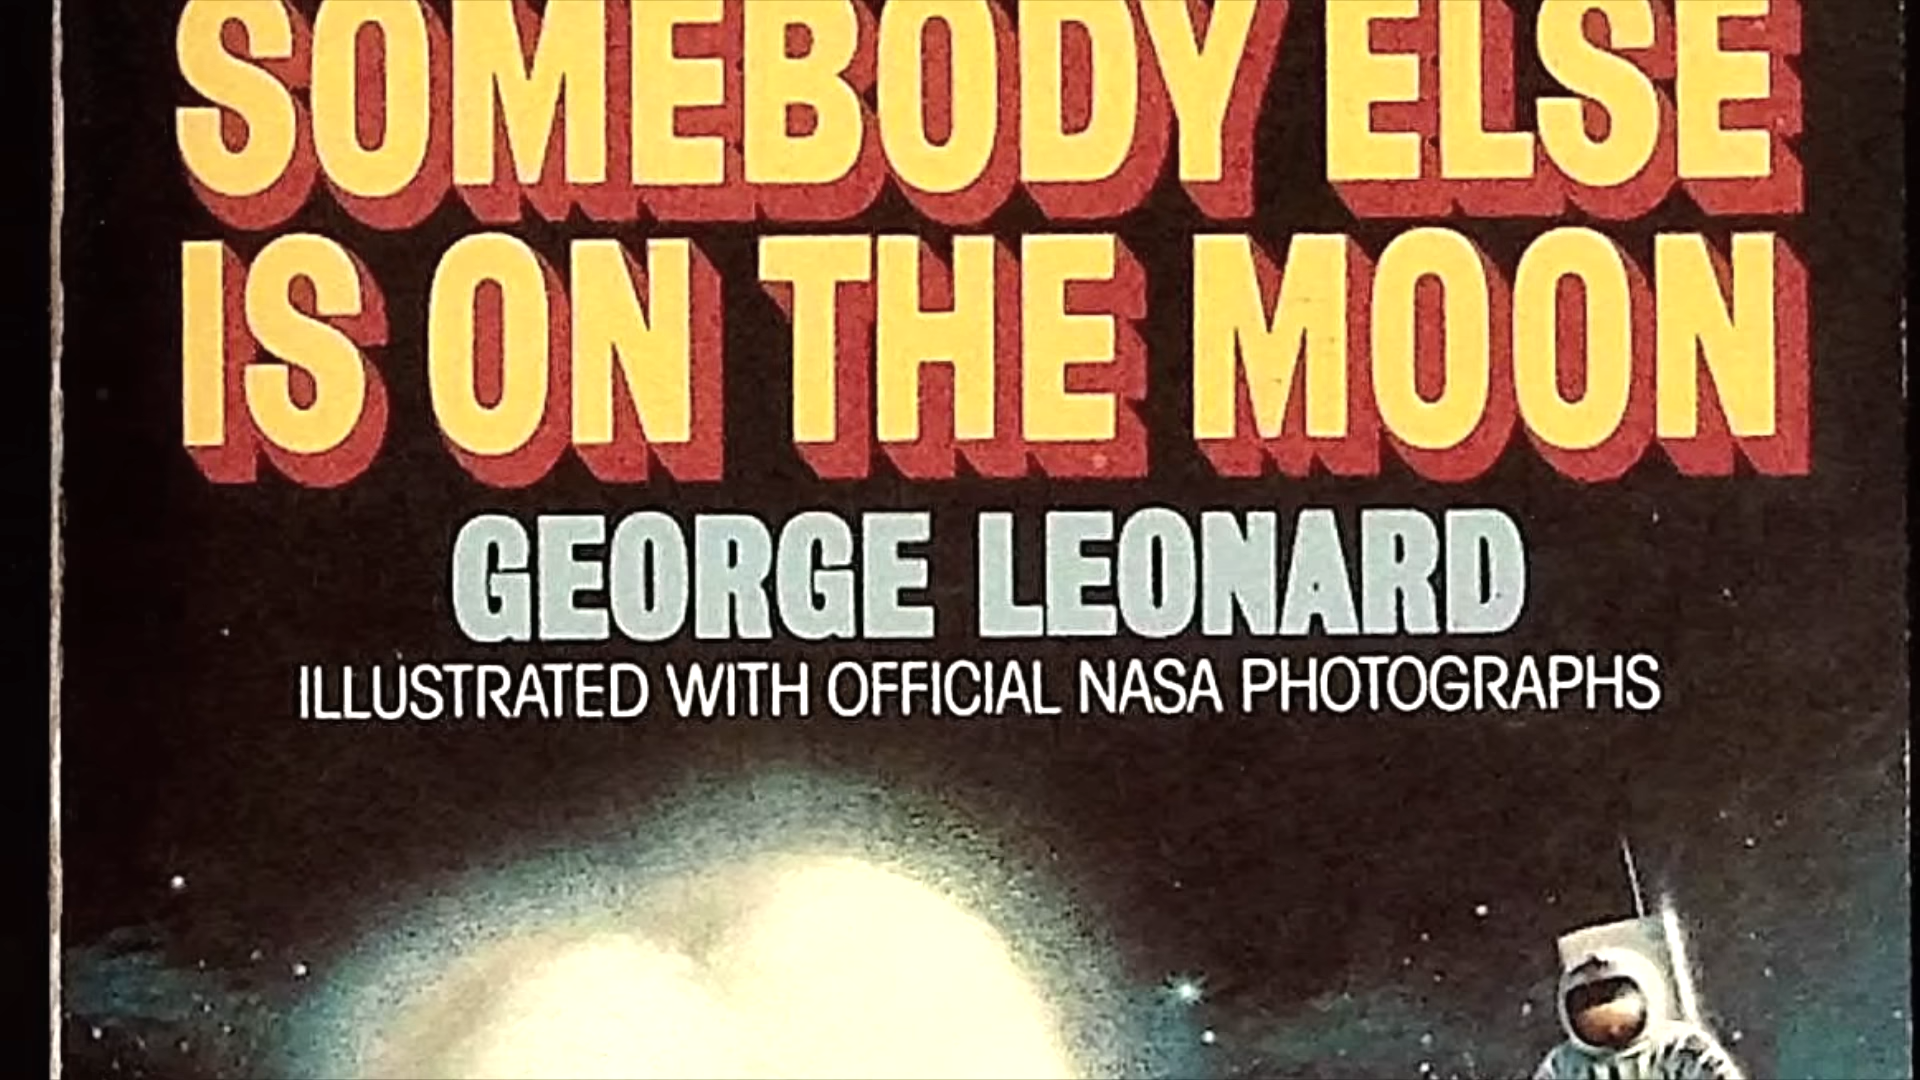 SOMEBODY ELSE
IS ON THE MOON
GEORGE LEONARD
ILLUSTRATED WITH OFFICIAL NASA PHOTOGRAPHS